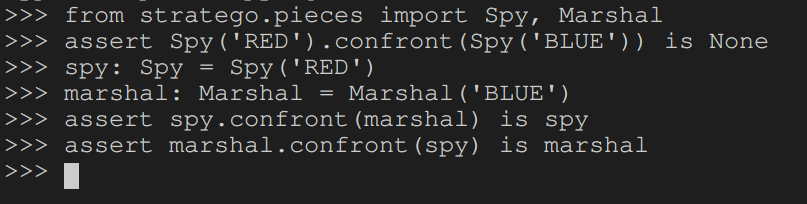 >>> from stratego.pieces import Spy, Marshal
>>> assert Spy('RED').confront(Spy('BLUE')) is None
>>> spy: Spy = Spy('RED')
>>> marshal: Marshal = Marshal('BLUE')
>>> assert spy.confront(marshal) is spy
>>> assert marshal.confront(spy) is marshal
>>>